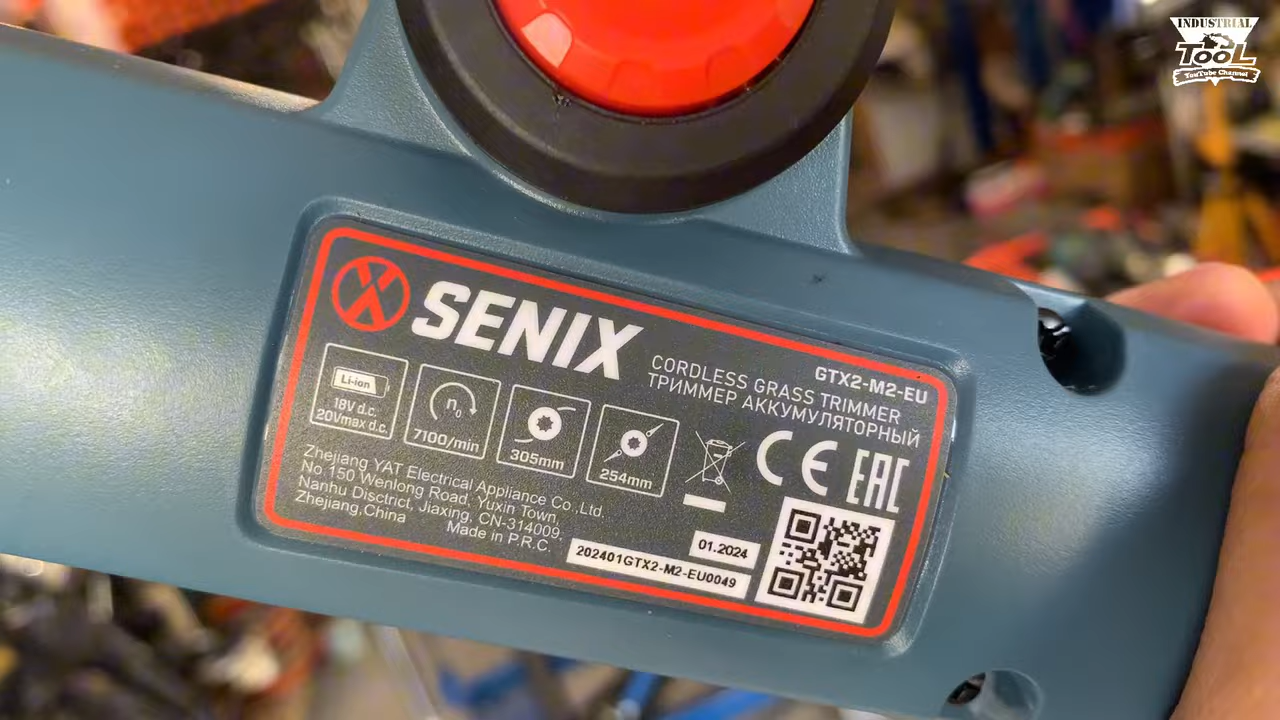 INDUSTRIAL
TOOL
YouTube Channel
SENIX
GTX2-M2-EU
CORDLESS GRASS TRIMMER
ТРИММЕР АККУМУЛЯТОРНЫЙ
Li-ion
18V d.c.
20Vmax d.c.
n0
7100/min
305mm
254mm
CE
EAC
Zhejiang YAT Electrical Appliance Co.,Ltd.
No.150 Wenlong Road, Yuxin Town,
Nanhu Disctrict, Jiaxing, CN-314009,
Zhejiang,China
Made in P.R.C.
01.2024
202401GTX2-M2-EU0049